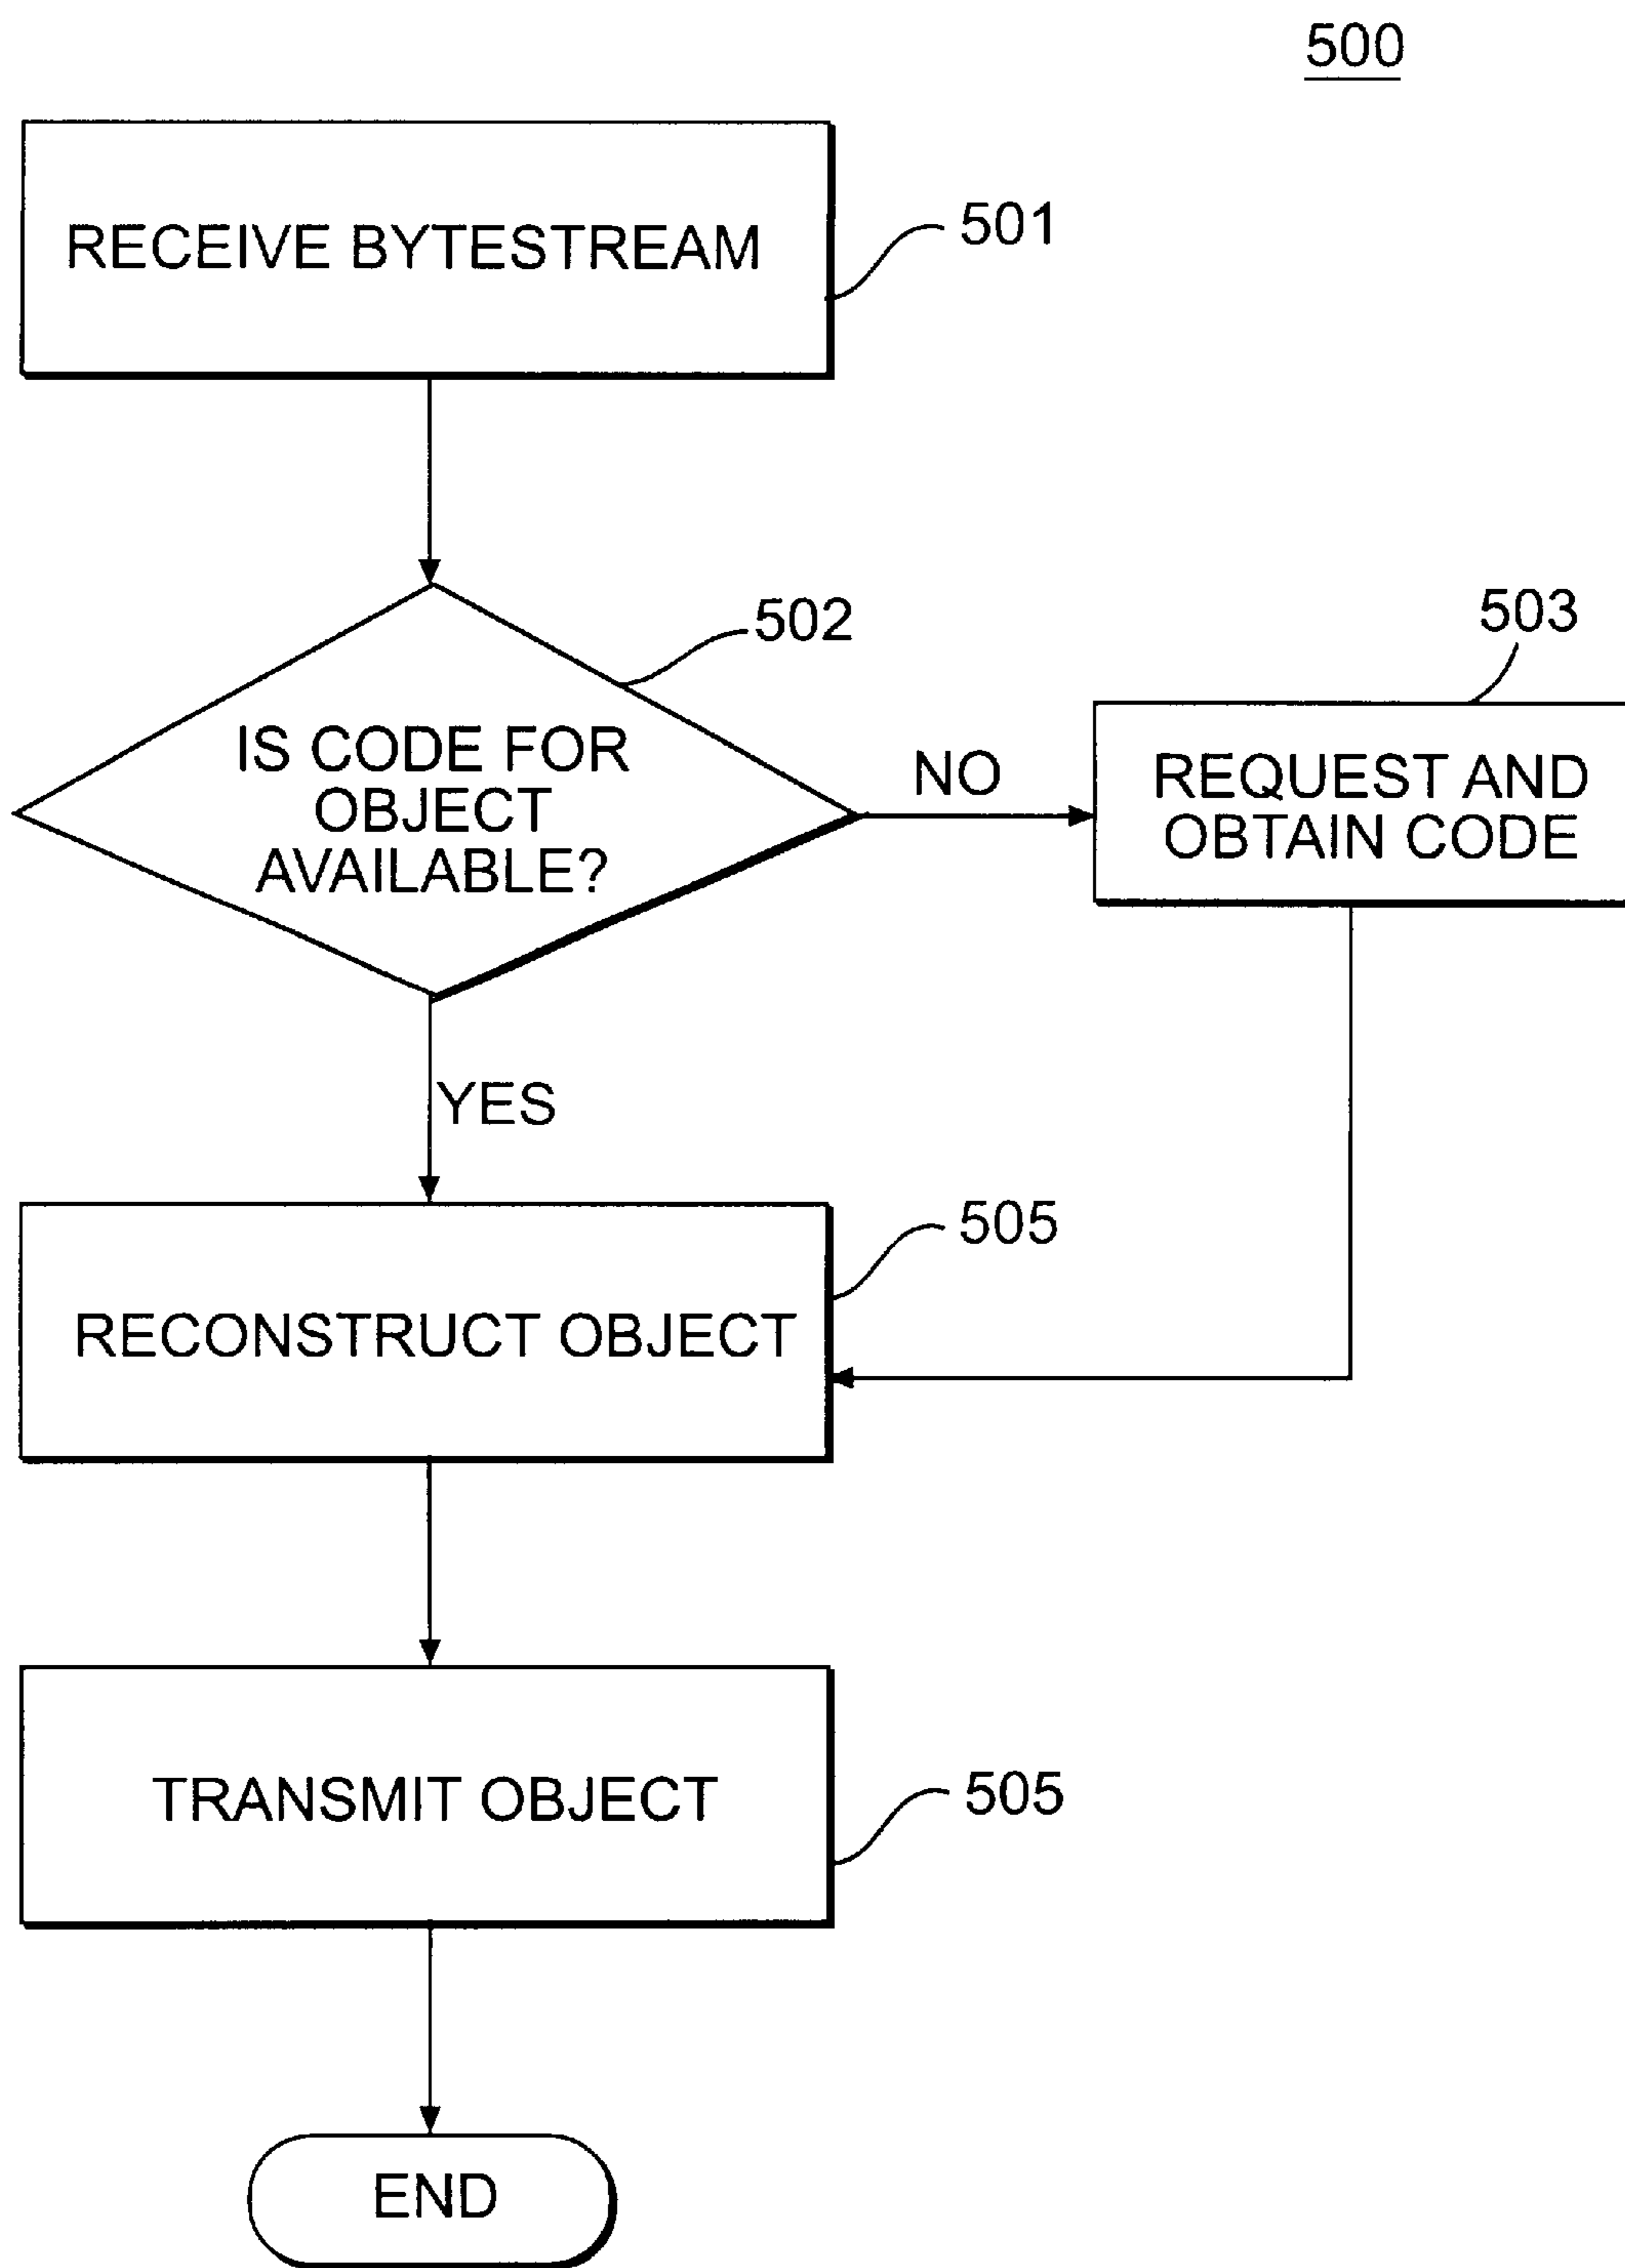 500
RECEIVE BYTESTREAM
501
502
IS CODE FOR
OBJECT
AVAILABLE?
NO
503
REQUEST AND
OBTAIN CODE
YES
505
RECONSTRUCT OBJECT
TRANSMIT OBJECT
505
END